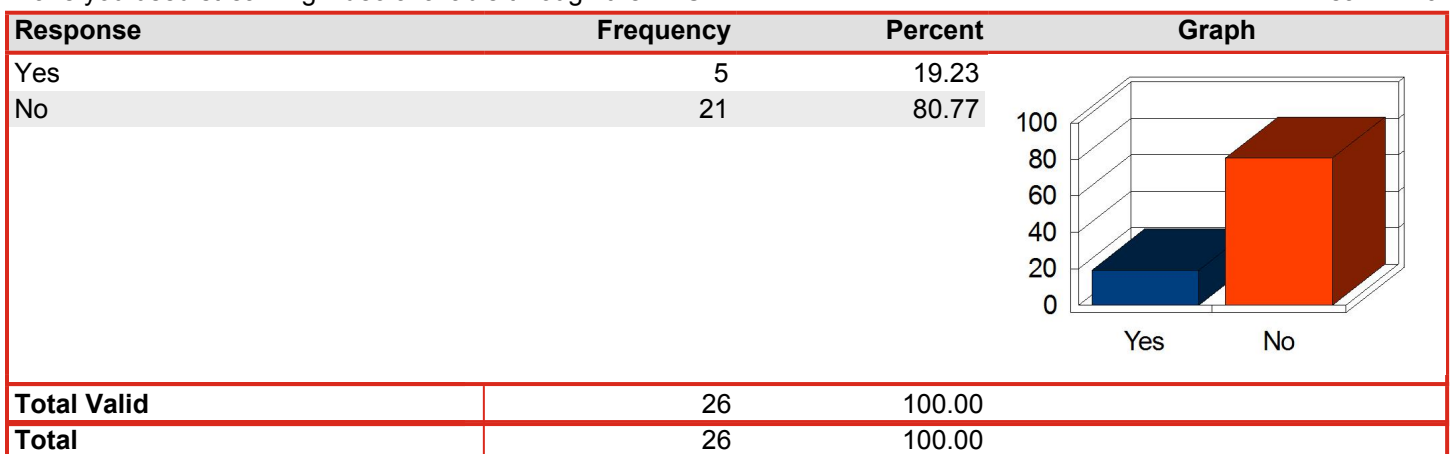 Response Frequency Percent Graph
Yes 5 19.23
No 21 80.77
100
80
60
40
20
0
Yes No
Total Valid 26 100.00
Total 26 100.00